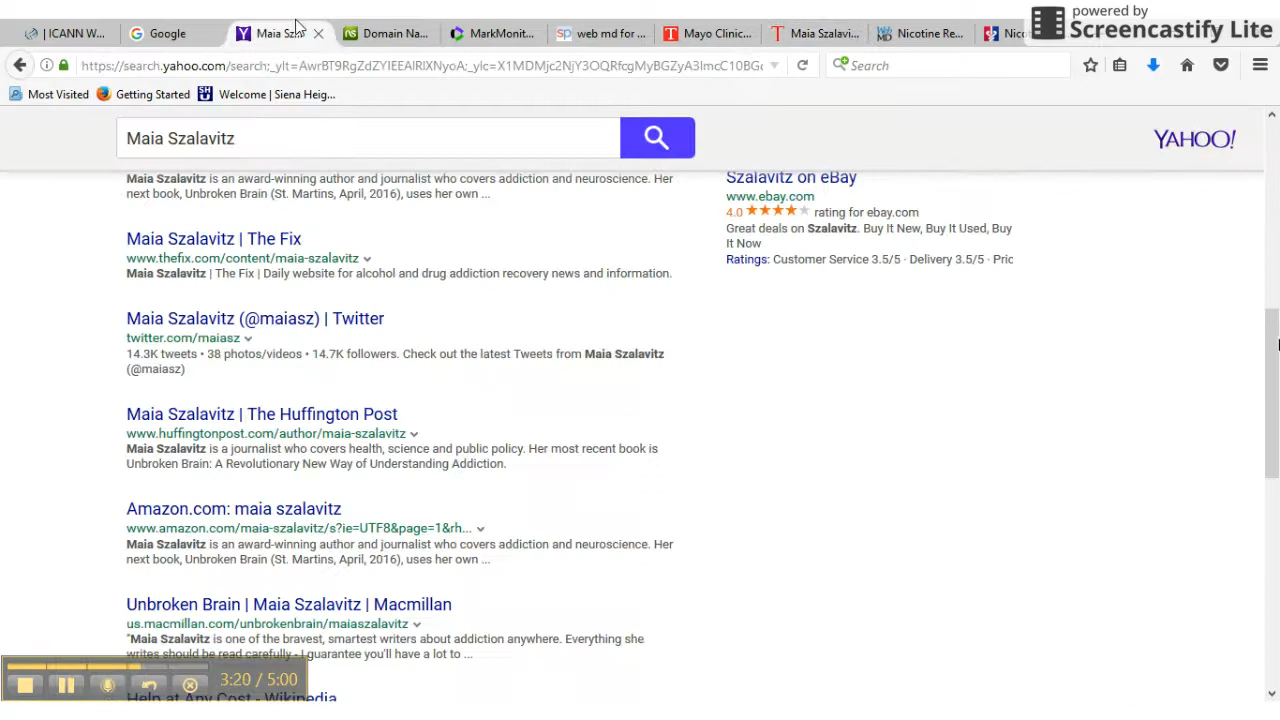 powered by
Screencastify Lite
| ICANN W...
Google
Maia Szal
Domain Na...
MarkMonit...
web md for ...
Mayo Clinic...
Maia Szalavi...
Nicotine Re...
Nico
https://search.yahoo.com/search;_ylt=AwrBT9RgZdZYIEEAlRlXNyoA;_ylc=X1MDMjc2NjY3OQRfcgMyBGZyA3lmcC10BGc
Search
Most Visited
Getting Started
Welcome | Siena Heig...
Maia Szalavitz
YAHOO!
Maia Szalavitz is an award-winning author and journalist who covers addiction and neuroscience. Her
next book, Unbroken Brain (St. Martins, April, 2016), uses her own ...
Maia Szalavitz | The Fix
www.thefix.com/content/maia-szalavitz
Maia Szalavitz | The Fix | Daily website for alcohol and drug addiction recovery news and information.
Maia Szalavitz (@maiasz) | Twitter
twitter.com/maiasz
14.3K tweets • 38 photos/videos • 14.7K followers. Check out the latest Tweets from Maia Szalavitz
(@maiasz)
Maia Szalavitz | The Huffington Post
www.huffingtonpost.com/author/maia-szalavitz
Maia Szalavitz is a journalist who covers health, science and public policy. Her most recent book is
Unbroken Brain: A Revolutionary New Way of Understanding Addiction.
Amazon.com: maia szalavitz
www.amazon.com/maia-szalavitz/s?ie=UTF8&page=1&rh...
Maia Szalavitz is an award-winning author and journalist who covers addiction and neuroscience. Her
next book, Unbroken Brain (St. Martins, April, 2016), uses her own ...
Unbroken Brain | Maia Szalavitz | Macmillan
us.macmillan.com/unbrokenbrain/maiaszalavitz
"Maia Szalavitz is one of the bravest, smartest writers about addiction anywhere. Everything she
writes should be read carefully - I guarantee you'll have a lot to ...
Help at Any Cost - Wikipedia
Szalavitz on eBay
www.ebay.com
4.0 rating for ebay.com
Great deals on Szalavitz. Buy It New, Buy It Used, Buy
It Now
Ratings: Customer Service 3.5/5 · Delivery 3.5/5 · Pric
3:20 / 5:00